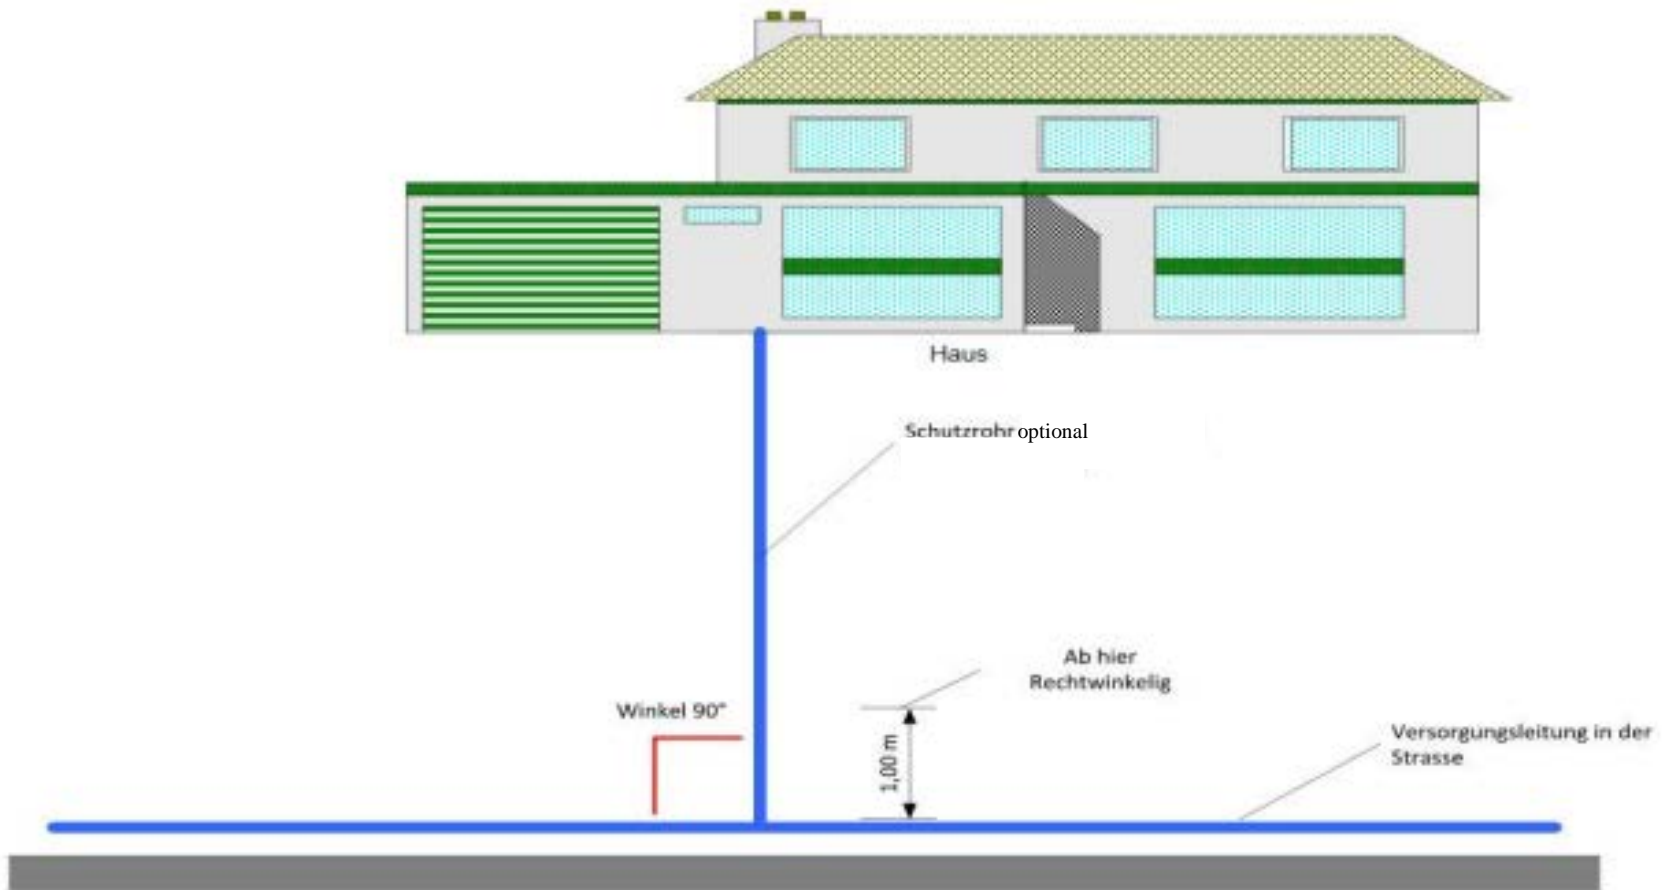 Haus
Schutzrohr optional
Ab hier
Rechtwinkelig
Winkel 90°
1,00 m
Versorgungsleitung in der
Strasse